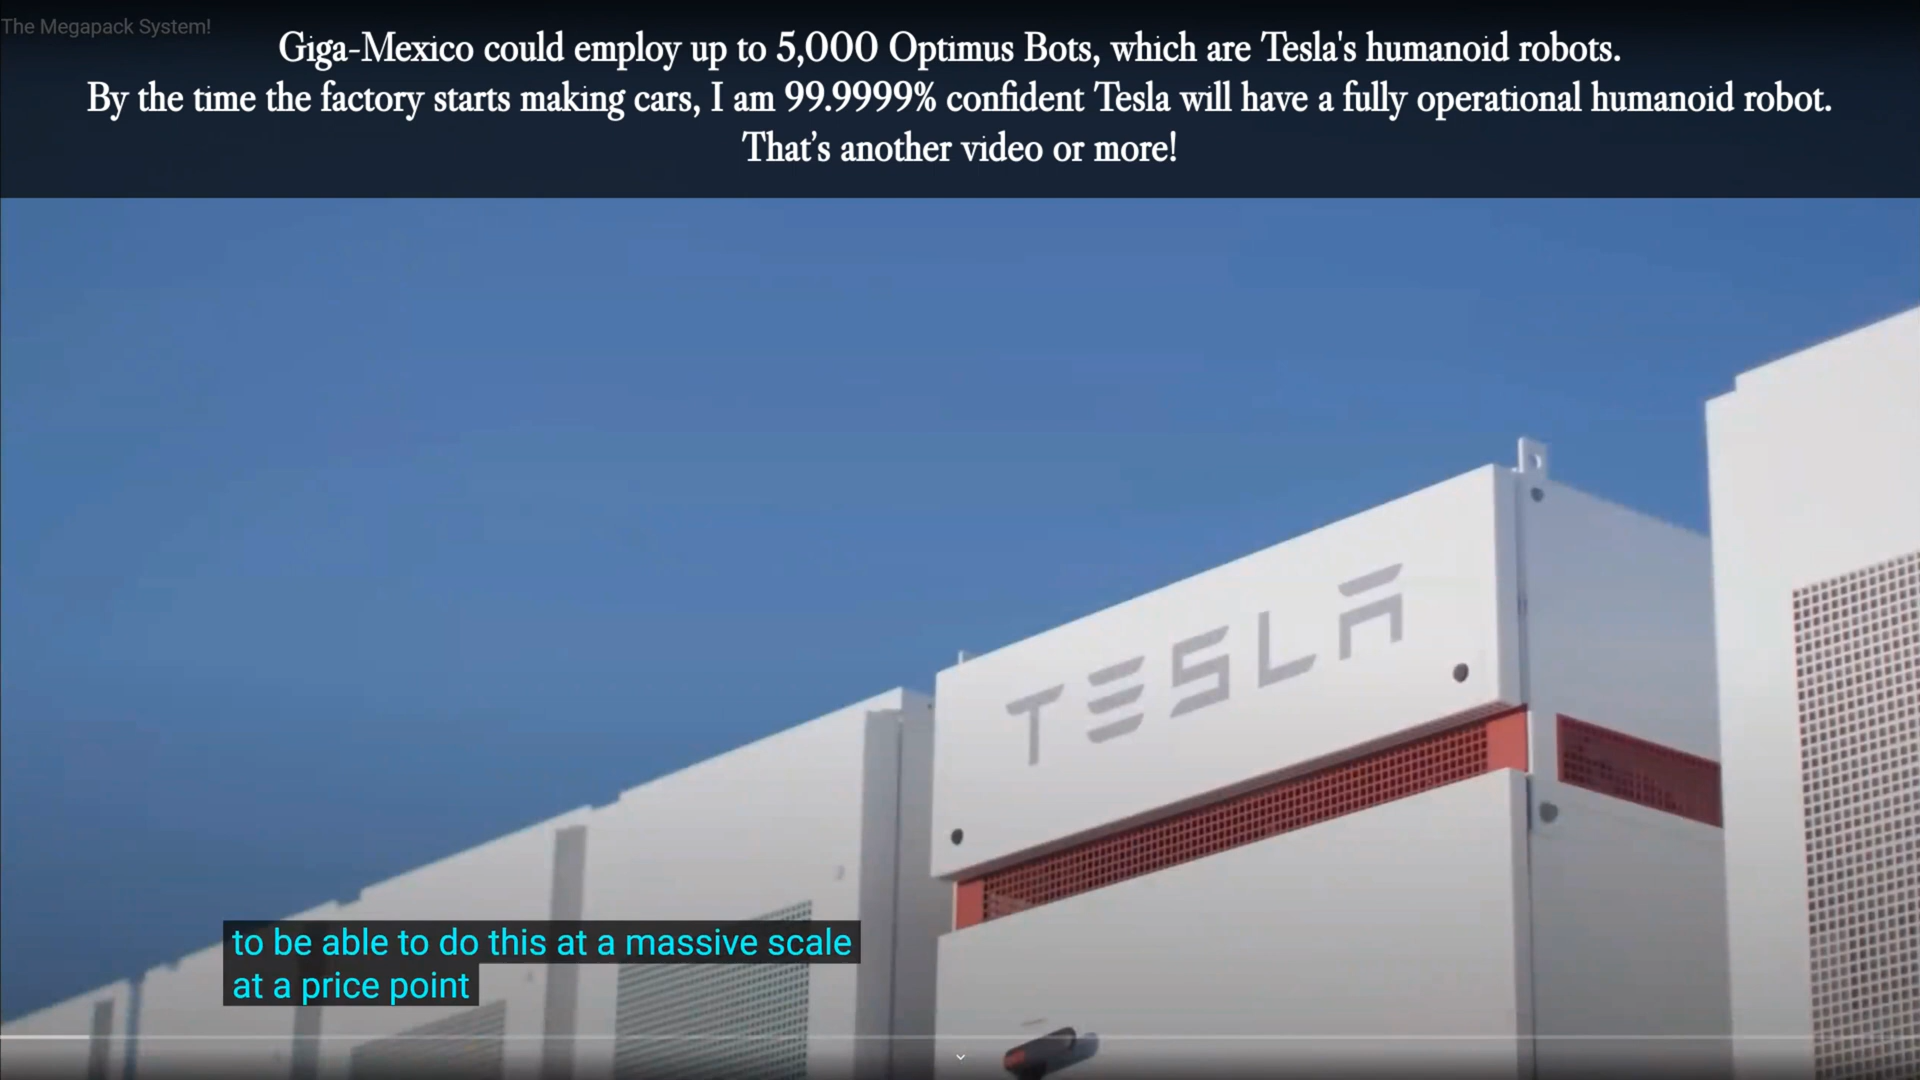 The Megapack System!
Giga-Mexico could employ up to 5,000 Optimus Bots, which are Tesla's humanoid robots.
By the time the factory starts making cars, I am 99.9999% confident Tesla will have a fully operational humanoid robot.
That’s another video or more!
TESLA
to be able to do this at a massive scale
at a price point